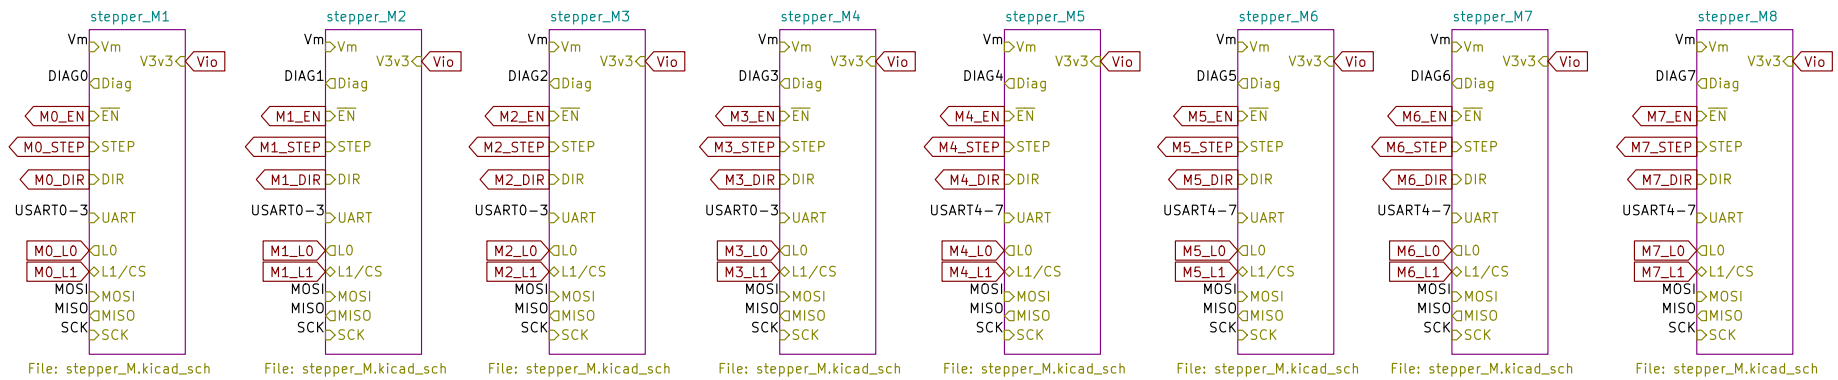 stepper_M1
Vm
Vm
V3v3
Vio
DIAG0
Diag
M0_EN
EN
M0_STEP
STEP
M0_DIR
DIR
USART0-3
UART
M0_L0
L0
M0_L1
L1/CS
MOSI
MOSI
MISO
MISO
SCK
SCK
File: stepper_M.kicad_sch
stepper_M2
Vm
Vm
V3v3
Vio
DIAG1
Diag
M1_EN
EN
M1_STEP
STEP
M1_DIR
DIR
USART0-3
UART
M1_L0
L0
M1_L1
L1/CS
MOSI
MOSI
MISO
MISO
SCK
SCK
File: stepper_M.kicad_sch
stepper_M3
Vm
Vm
V3v3
Vio
DIAG2
Diag
M2_EN
EN
M2_STEP
STEP
M2_DIR
DIR
USART0-3
UART
M2_L0
L0
M2_L1
L1/CS
MOSI
MOSI
MISO
MISO
SCK
SCK
File: stepper_M.kicad_sch
stepper_M4
Vm
Vm
V3v3
Vio
DIAG3
Diag
M3_EN
EN
M3_STEP
STEP
M3_DIR
DIR
USART0-3
UART
M3_L0
L0
M3_L1
L1/CS
MOSI
MOSI
MISO
MISO
SCK
SCK
File: stepper_M.kicad_sch
stepper_M5
Vm
Vm
V3v3
Vio
DIAG4
Diag
M4_EN
EN
M4_STEP
STEP
M4_DIR
DIR
USART4-7
UART
M4_L0
L0
M4_L1
L1/CS
MOSI
MOSI
MISO
MISO
SCK
SCK
File: stepper_M.kicad_sch
stepper_M6
Vm
Vm
V3v3
Vio
DIAG5
Diag
M5_EN
EN
M5_STEP
STEP
M5_DIR
DIR
USART4-7
UART
M5_L0
L0
M5_L1
L1/CS
MOSI
MOSI
MISO
MISO
SCK
SCK
File: stepper_M.kicad_sch
stepper_M7
Vm
Vm
V3v3
Vio
DIAG6
Diag
M6_EN
EN
M6_STEP
STEP
M6_DIR
DIR
USART4-7
UART
M6_L0
L0
M6_L1
L1/CS
MOSI
MOSI
MISO
MISO
SCK
SCK
File: stepper_M.kicad_sch
stepper_M8
Vm
Vm
V3v3
Vio
DIAG7
Diag
M7_EN
EN
M7_STEP
STEP
M7_DIR
DIR
USART4-7
UART
M7_L0
L0
M7_L1
L1/CS
MOSI
MOSI
MISO
MISO
SCK
SCK
File: stepper_M.kicad_sch